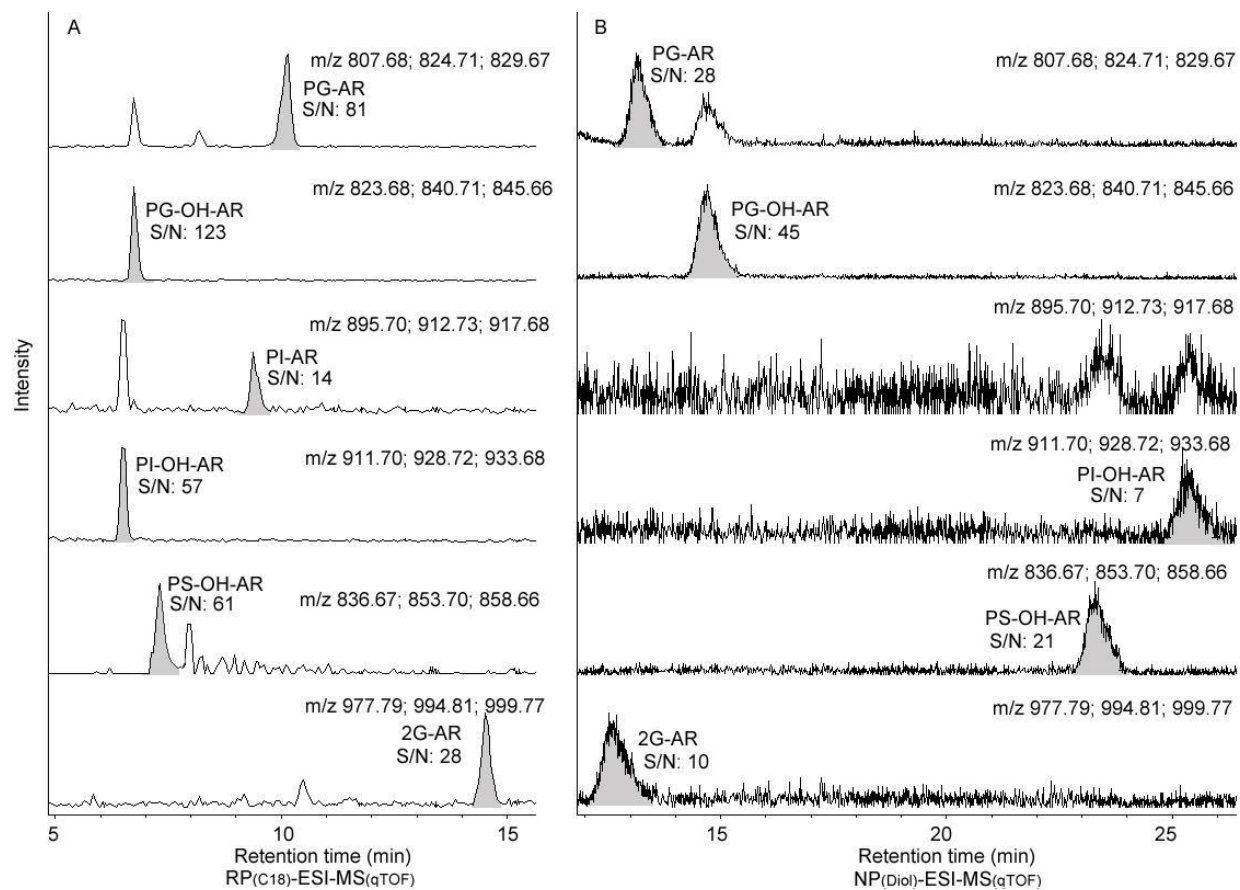 A
m/z 807.68; 824.71; 829.67
PG-AR
S/N: 81
m/z 823.68; 840.71; 845.66
PG-OH-AR
S/N: 123
m/z 895.70; 912.73; 917.68
PI-AR
S/N: 14
m/z 911.70; 928.72; 933.68
PI-OH-AR
S/N: 57
PS-OH-AR
S/N: 61
m/z 836.67; 853.70; 858.66
m/z 977.79; 994.81; 999.77
2G-AR
S/N: 28
Intensity
5 10 15
Retention time (min)
RP(C18)-ESI-MS(qTOF)
B
PG-AR
S/N: 28
m/z 807.68; 824.71; 829.67
m/z 823.68; 840.71; 845.66
PG-OH-AR
S/N: 45
m/z 895.70; 912.73; 917.68
m/z 911.70; 928.72; 933.68
PI-OH-AR
S/N: 7
m/z 836.67; 853.70; 858.66
PS-OH-AR
S/N: 21
m/z 977.79; 994.81; 999.77
2G-AR
S/N: 10
15 20 25
Retention time (min)
NP(Diol)-ESI-MS(qTOF)